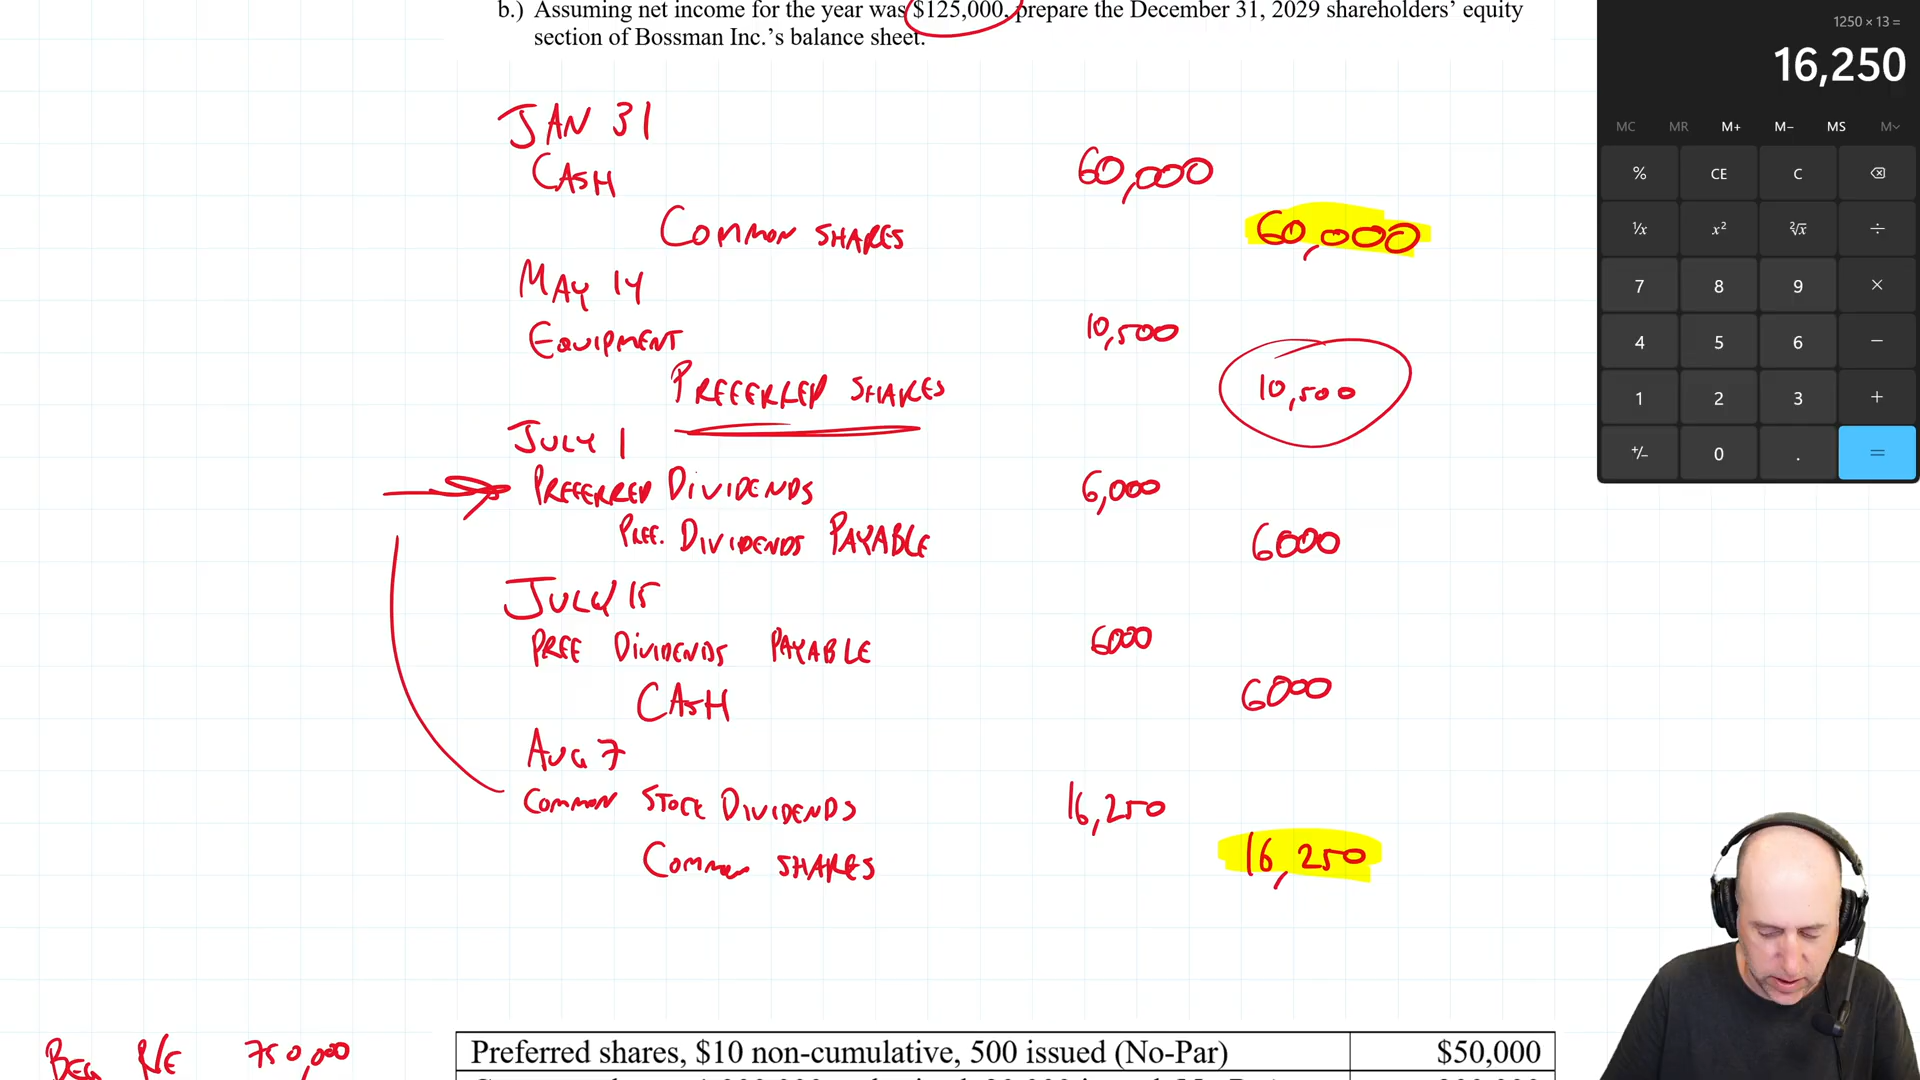 b.) Assuming net income for the year was $125,000, prepare the December 31, 2029 shareholders’ equity
section of Bossman Inc.’s balance sheet.
1250 × 13 =
16,250
MC MR M+ M− MS M˅
% CE C
¹/x x² ²√x ÷
7 8 9 ×
4 5 6 −
1 2 3 +
+/− 0 . =
JAN 31
CASH 60,000
COMMON SHARES 60,000
MAY 14
EQUIPMENT 10,500
PREFERRED SHARES 10,500
JULY 1
PREFERRED DIVIDENDS 6,000
PREF. DIVIDENDS PAYABLE 6000
JULY 15
PREF DIVIDENDS PAYABLE 6000
CASH 6000
AUG 7
COMMON STOCK DIVIDENDS 16,250
COMMON SHARES 16,250
BEG R/E 750,000
Preferred shares, $10 non-cumulative, 500 issued (No-Par) $50,000